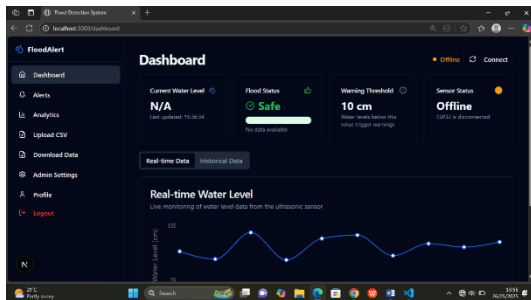 Flood Detection System
localhost:3000/dashboard
FloodAlert
Dashboard
Alerts
Analytics
Upload CSV
Download Data
Admin Settings
Profile
Logout
N
Dashboard
Offline
Connect
Current Water Level
N/A
Last updated: 15:36:34
Flood Status
Safe
No data available
Warning Threshold
10 cm
Water levels below this
value trigger warnings
Sensor Status
Offline
ESP32 is disconnected
Real-time Data
Historical Data
Real-time Water Level
Live monitoring of water level data from the ultrasonic sensor
Water Level (cm)
70
21°C
Partly sunny
Search